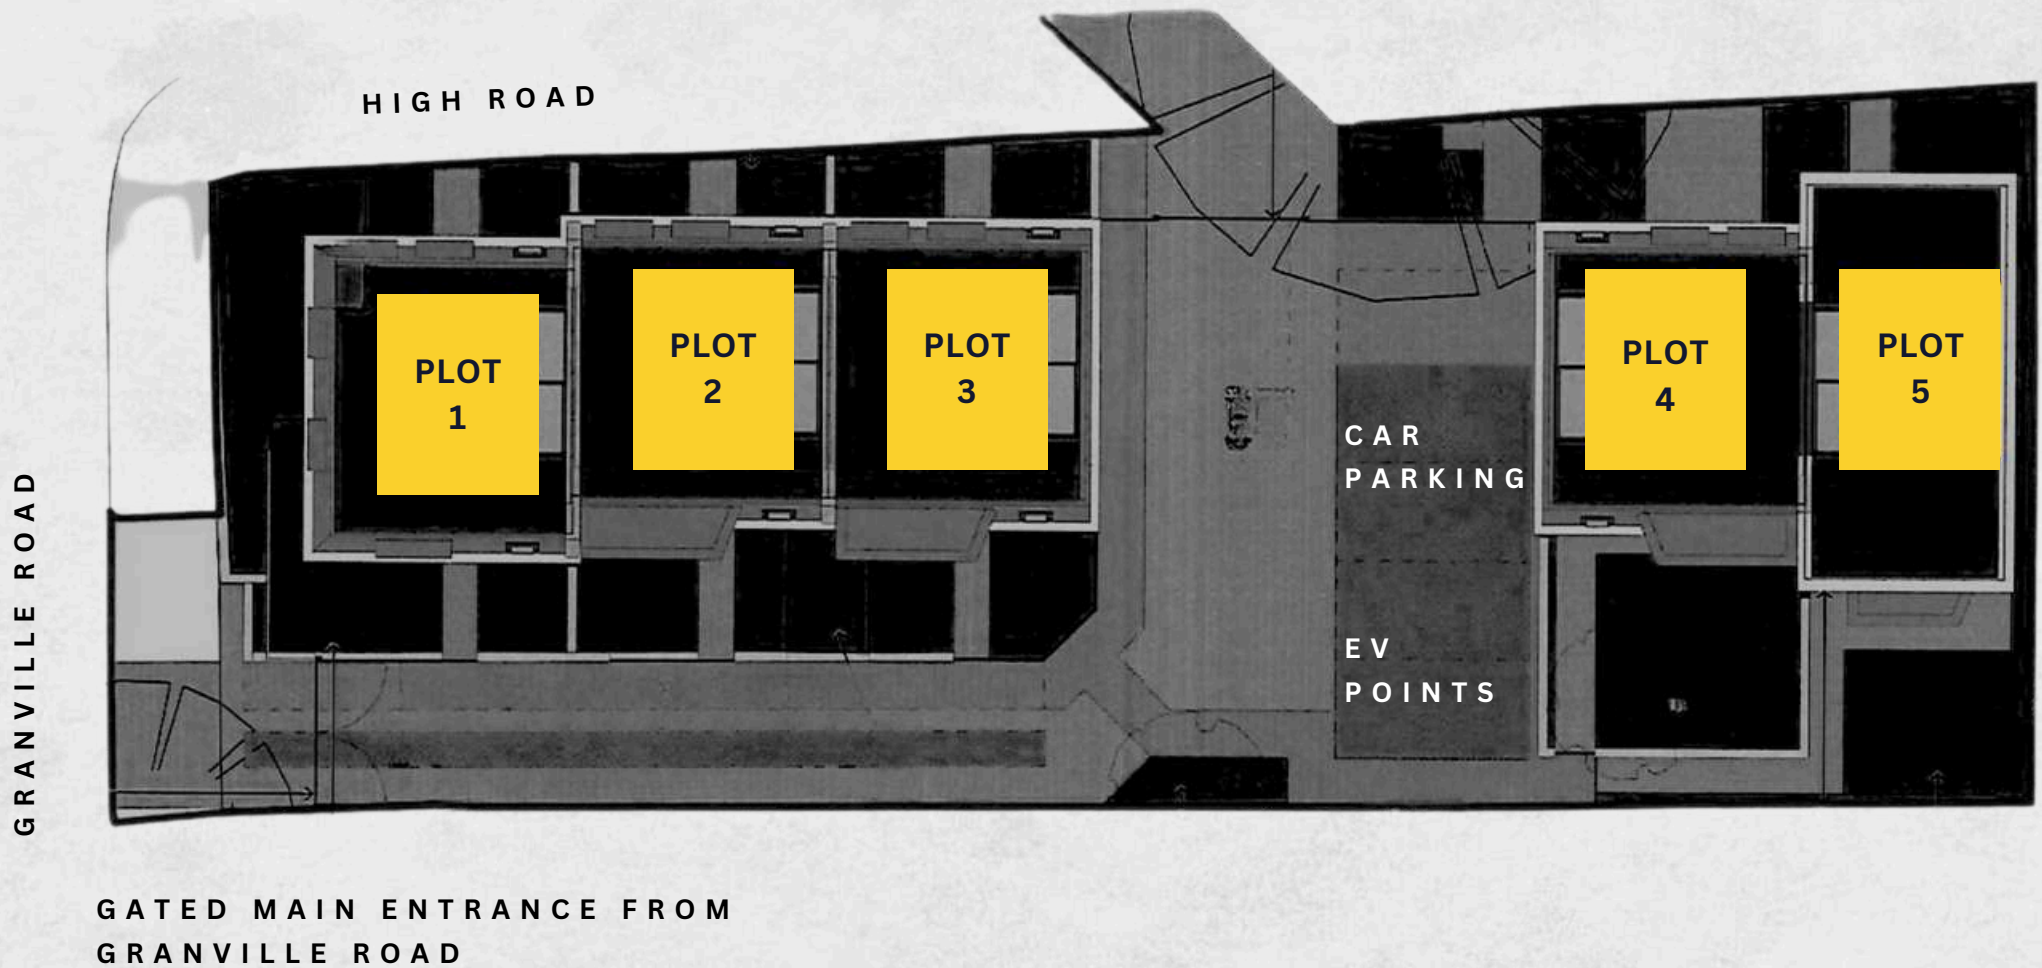 HIGH ROAD
PLOT
1
PLOT
2
PLOT
3
PLOT
4
PLOT
5
CAR
PARKING
EV
POINTS
GRANVILLE ROAD
GATED MAIN ENTRANCE FROM
GRANVILLE ROAD